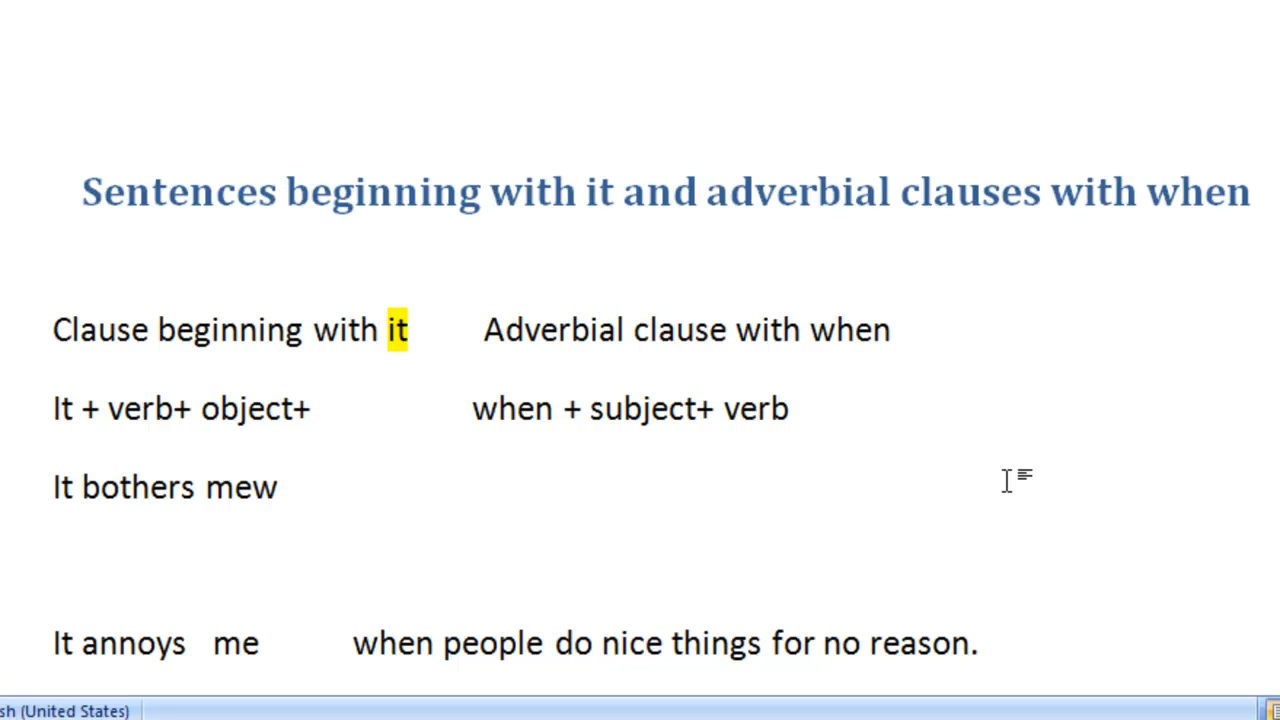 Sentences beginning with it and adverbial clauses with when
Clause beginning with it Adverbial clause with when
It + verb+ object+ when + subject+ verb
It bothers mew
It annoys me when people do nice things for no reason.
sh (United States)